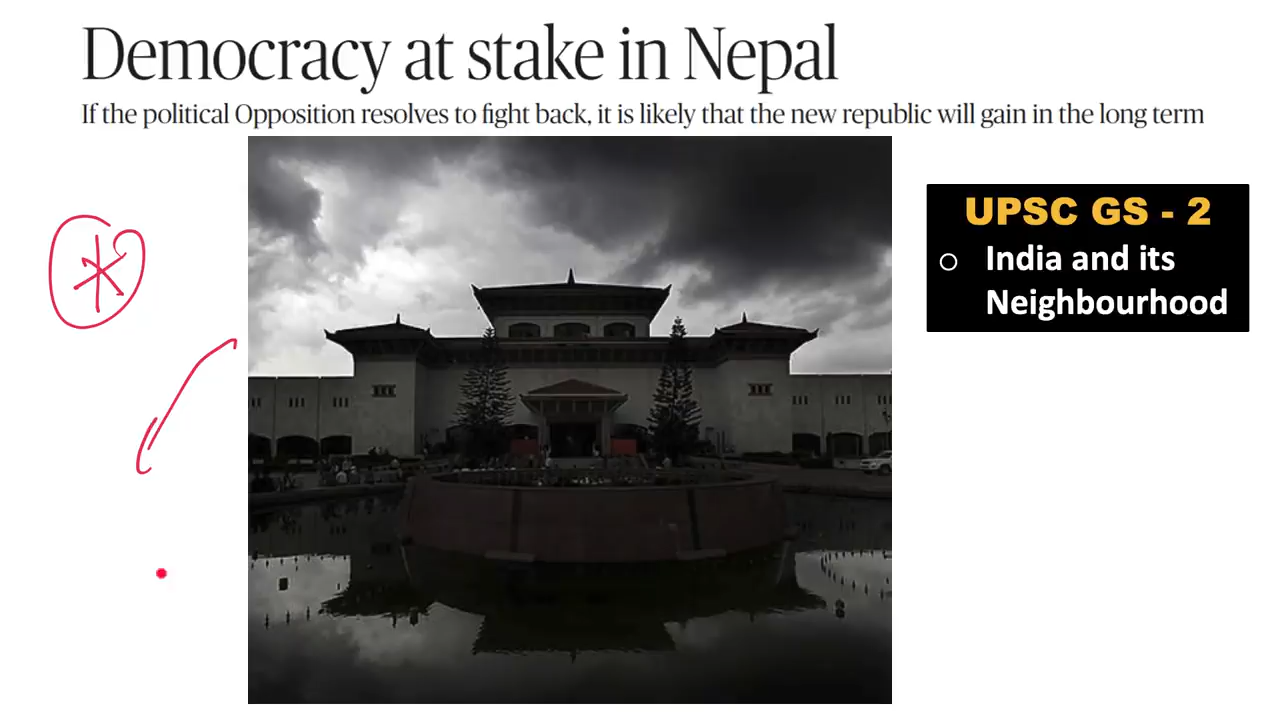 Democracy at stake in Nepal
If the political Opposition resolves to fight back, it is likely that the new republic will gain in the long term
UPSC GS - 2
○ India and its
Neighbourhood